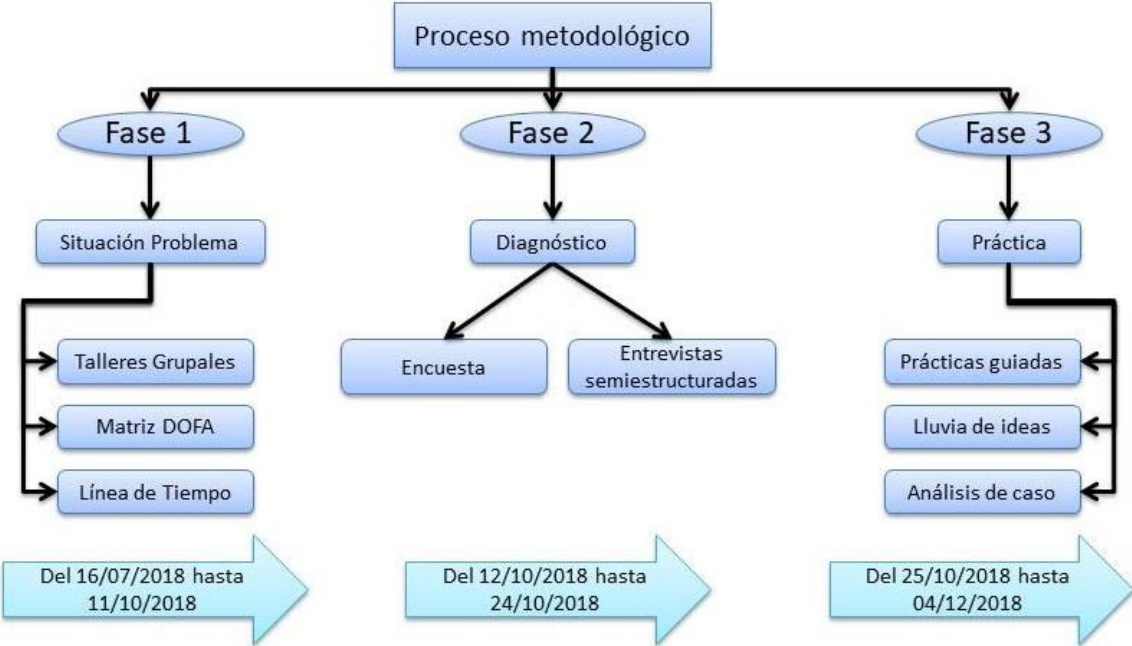 Proceso metodológico
Fase 1
Fase 2
Fase 3
Situación Problema
Diagnóstico
Práctica
Talleres Grupales
Matriz DOFA
Línea de Tiempo
Encuesta
Entrevistas
semiestructuradas
Prácticas guiadas
Lluvia de ideas
Análisis de caso
Del 16/07/2018 hasta
11/10/2018
Del 12/10/2018 hasta
24/10/2018
Del 25/10/2018 hasta
04/12/2018